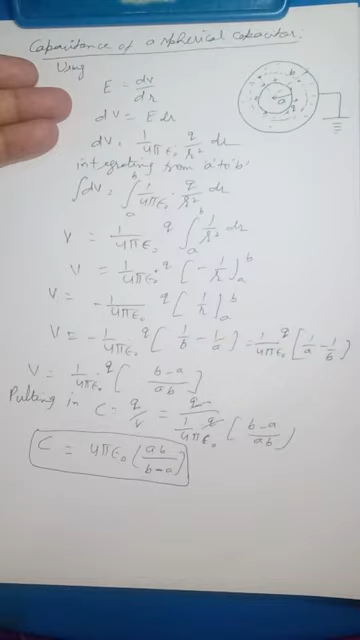 Capacitance of a spherical capacitor.
Using
E = dv/dr
dV = E dr
dV = 1/4πε₀ q/r² dr
integrating from 'a' to 'b'
∫dV = ∫ₐᵇ 1/4πε₀ · q/r² dr
V = 1/4πε₀ q ∫ₐᵇ 1/r² dr
V = 1/4πε₀ q [-1/r]ₐᵇ
V = -1/4πε₀ q [1/r]ₐᵇ
V = -1/4πε₀ q [1/b - 1/a] = 1/4πε₀ q [1/a - 1/b]
V = 1/4πε₀ q [b-a/ab]
Putting in C = q/V = q/1/4πε₀ q [b-a/ab]
C = 4πε₀ (ab/b-a)